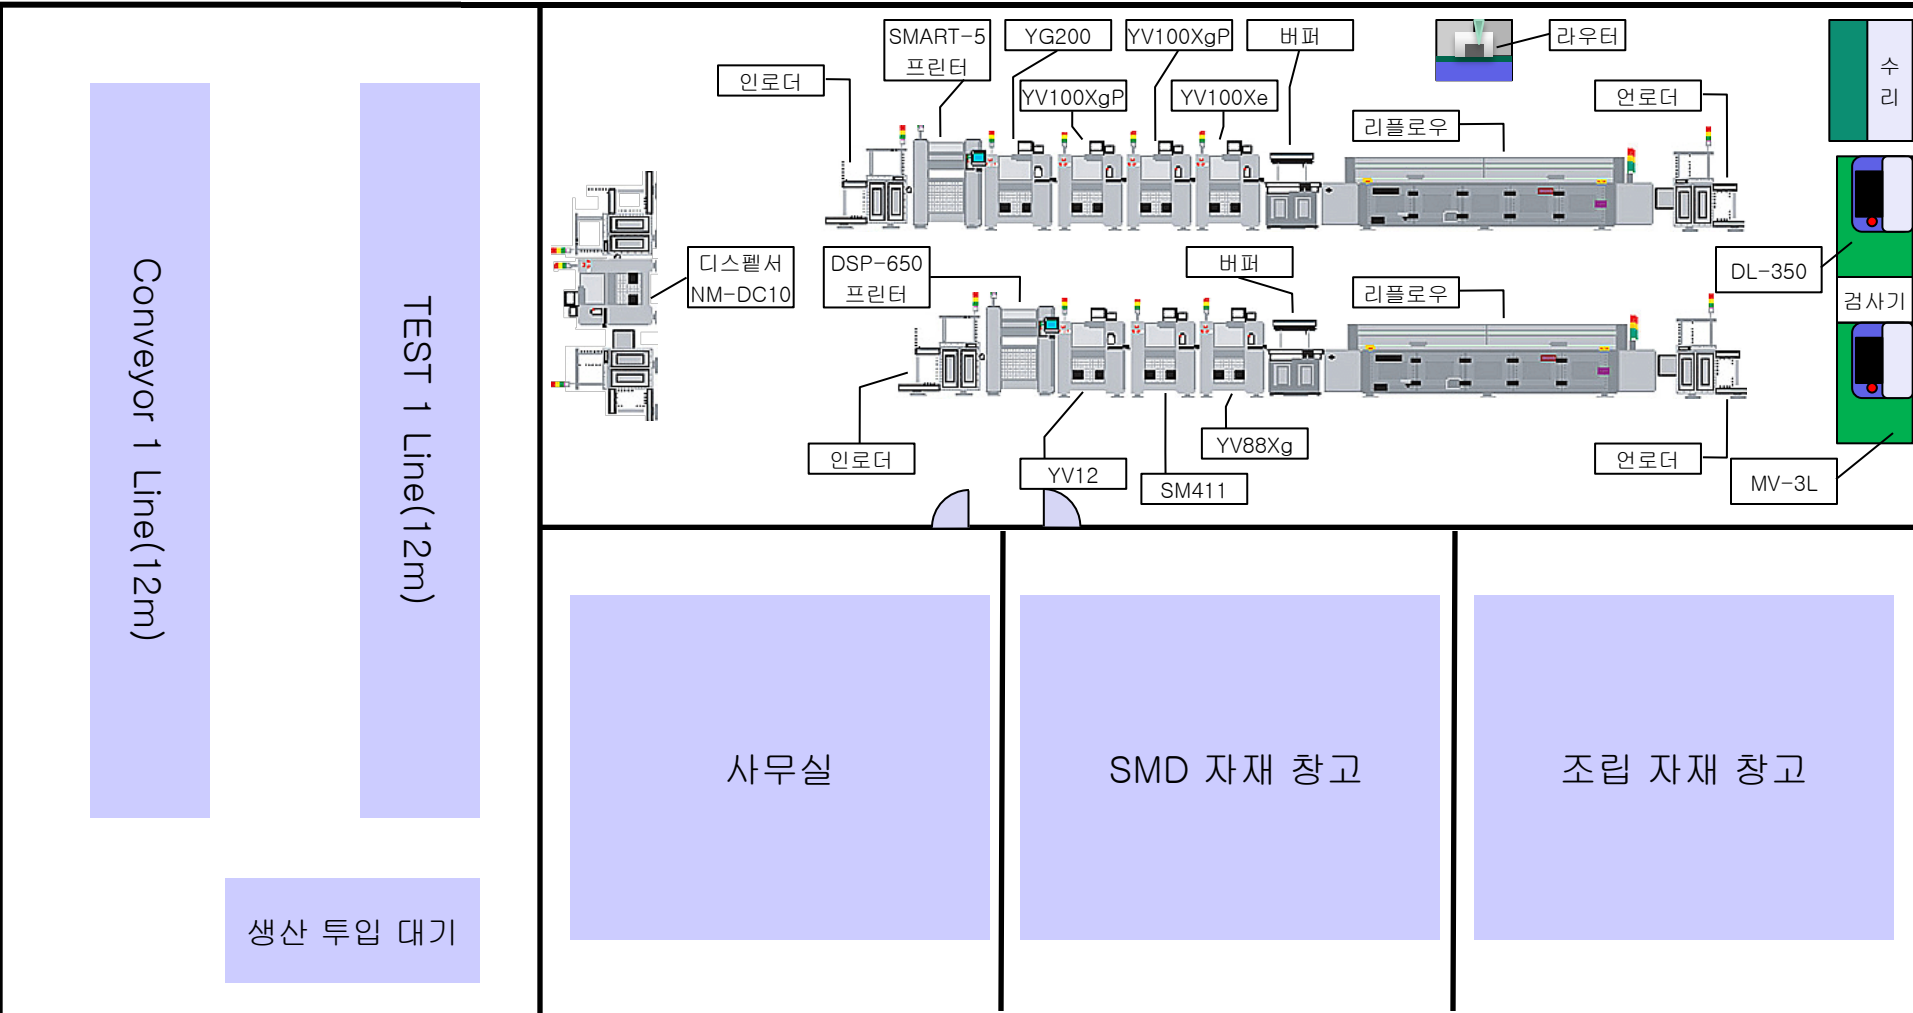 Conveyor 1 Line(12m)
TEST 1 Line(12m)
생산 투입 대기
인로더
SMART-5
프린터
YG200
YV100XgP
YV100XgP
YV100Xe
버퍼
리플로우
라우터
언로더
수
리
디스펱서
NM-DC10
DSP-650
프린터
버퍼
리플로우
DL-350
검사기
인로더
YV12
SM411
YV88Xg
언로더
MV-3L
사무실
SMD 자재 창고
조립 자재 창고